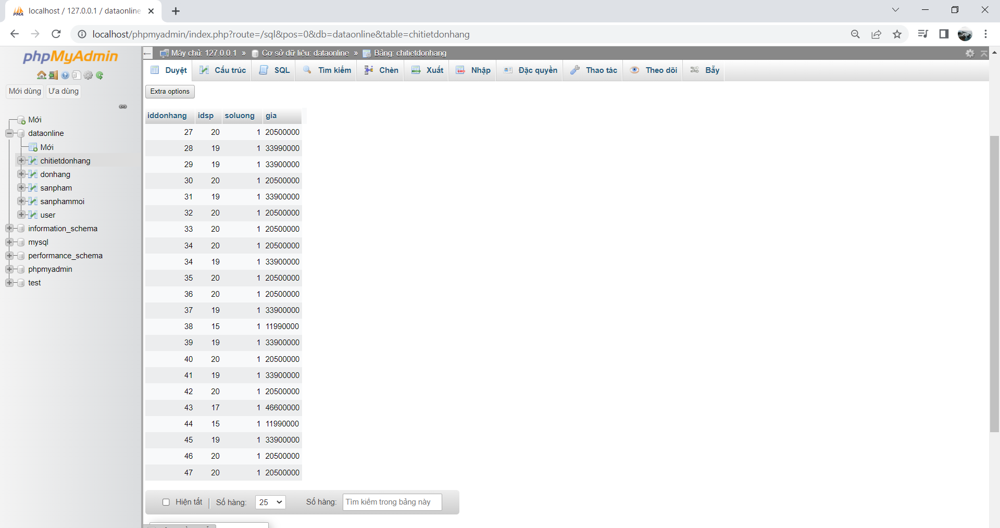 localhost / 127.0.0.1 / dataonline
localhost/phpmyadmin/index.php?route=/sql&pos=0&db=dataonline&table=chitietdonhang
phpMyAdmin
Mới dùng Ưa dùng
Mới
dataonline
Mới
chitietdonhang
donhang
sanpham
sanphammoi
user
information_schema
mysql
performance_schema
phpmyadmin
test
Máy chủ: 127.0.0.1 » Cơ sở dữ liệu: dataonline » Bảng: chitietdonhang
Duyệt Cấu trúc SQL Tìm kiếm Chèn Xuất Nhập Đặc quyền Thao tác Theo dõi Bẫy
Extra options
iddonhang idsp soluong gia
27 20 1 20500000
28 19 1 33990000
29 19 1 33900000
30 20 1 20500000
31 19 1 33900000
32 20 1 20500000
33 20 1 20500000
34 20 1 20500000
34 19 1 33900000
35 20 1 20500000
36 20 1 20500000
37 19 1 33900000
38 15 1 11990000
39 19 1 33900000
40 20 1 20500000
41 19 1 33900000
42 20 1 20500000
43 17 1 46600000
44 15 1 11990000
45 19 1 33900000
46 20 1 20500000
47 20 1 20500000
Hiện tất | Số hàng: 25 Số hàng: Tìm kiếm trong bảng này